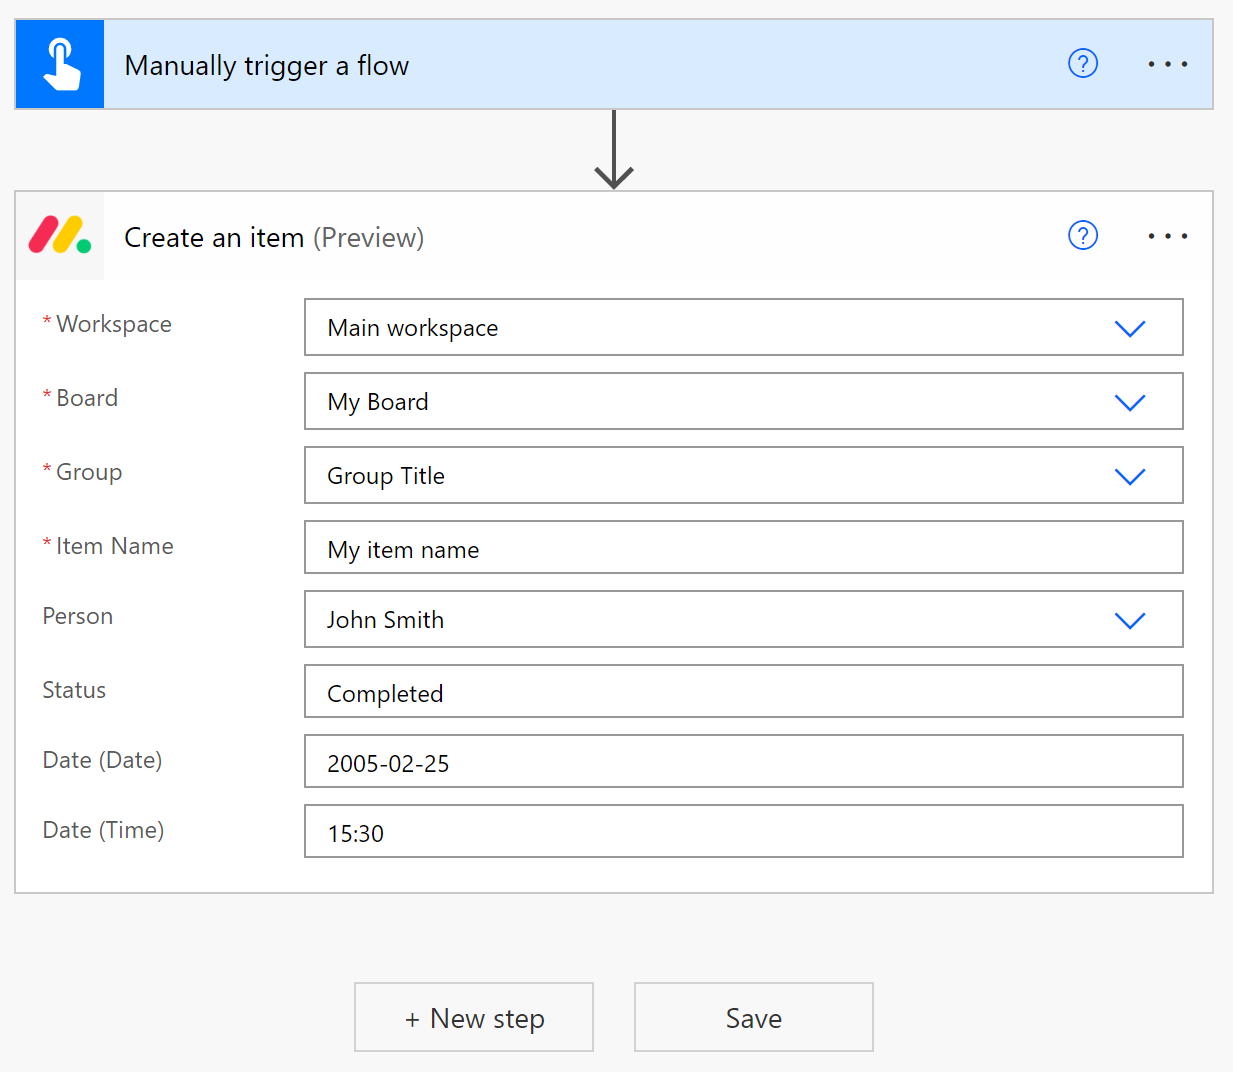 Manually trigger a flow
Create an item (Preview)
* Workspace Main workspace
* Board My Board
* Group Group Title
* Item Name My item name
Person John Smith
Status Completed
Date (Date) 2005-02-25
Date (Time) 15:30
+ New step Save